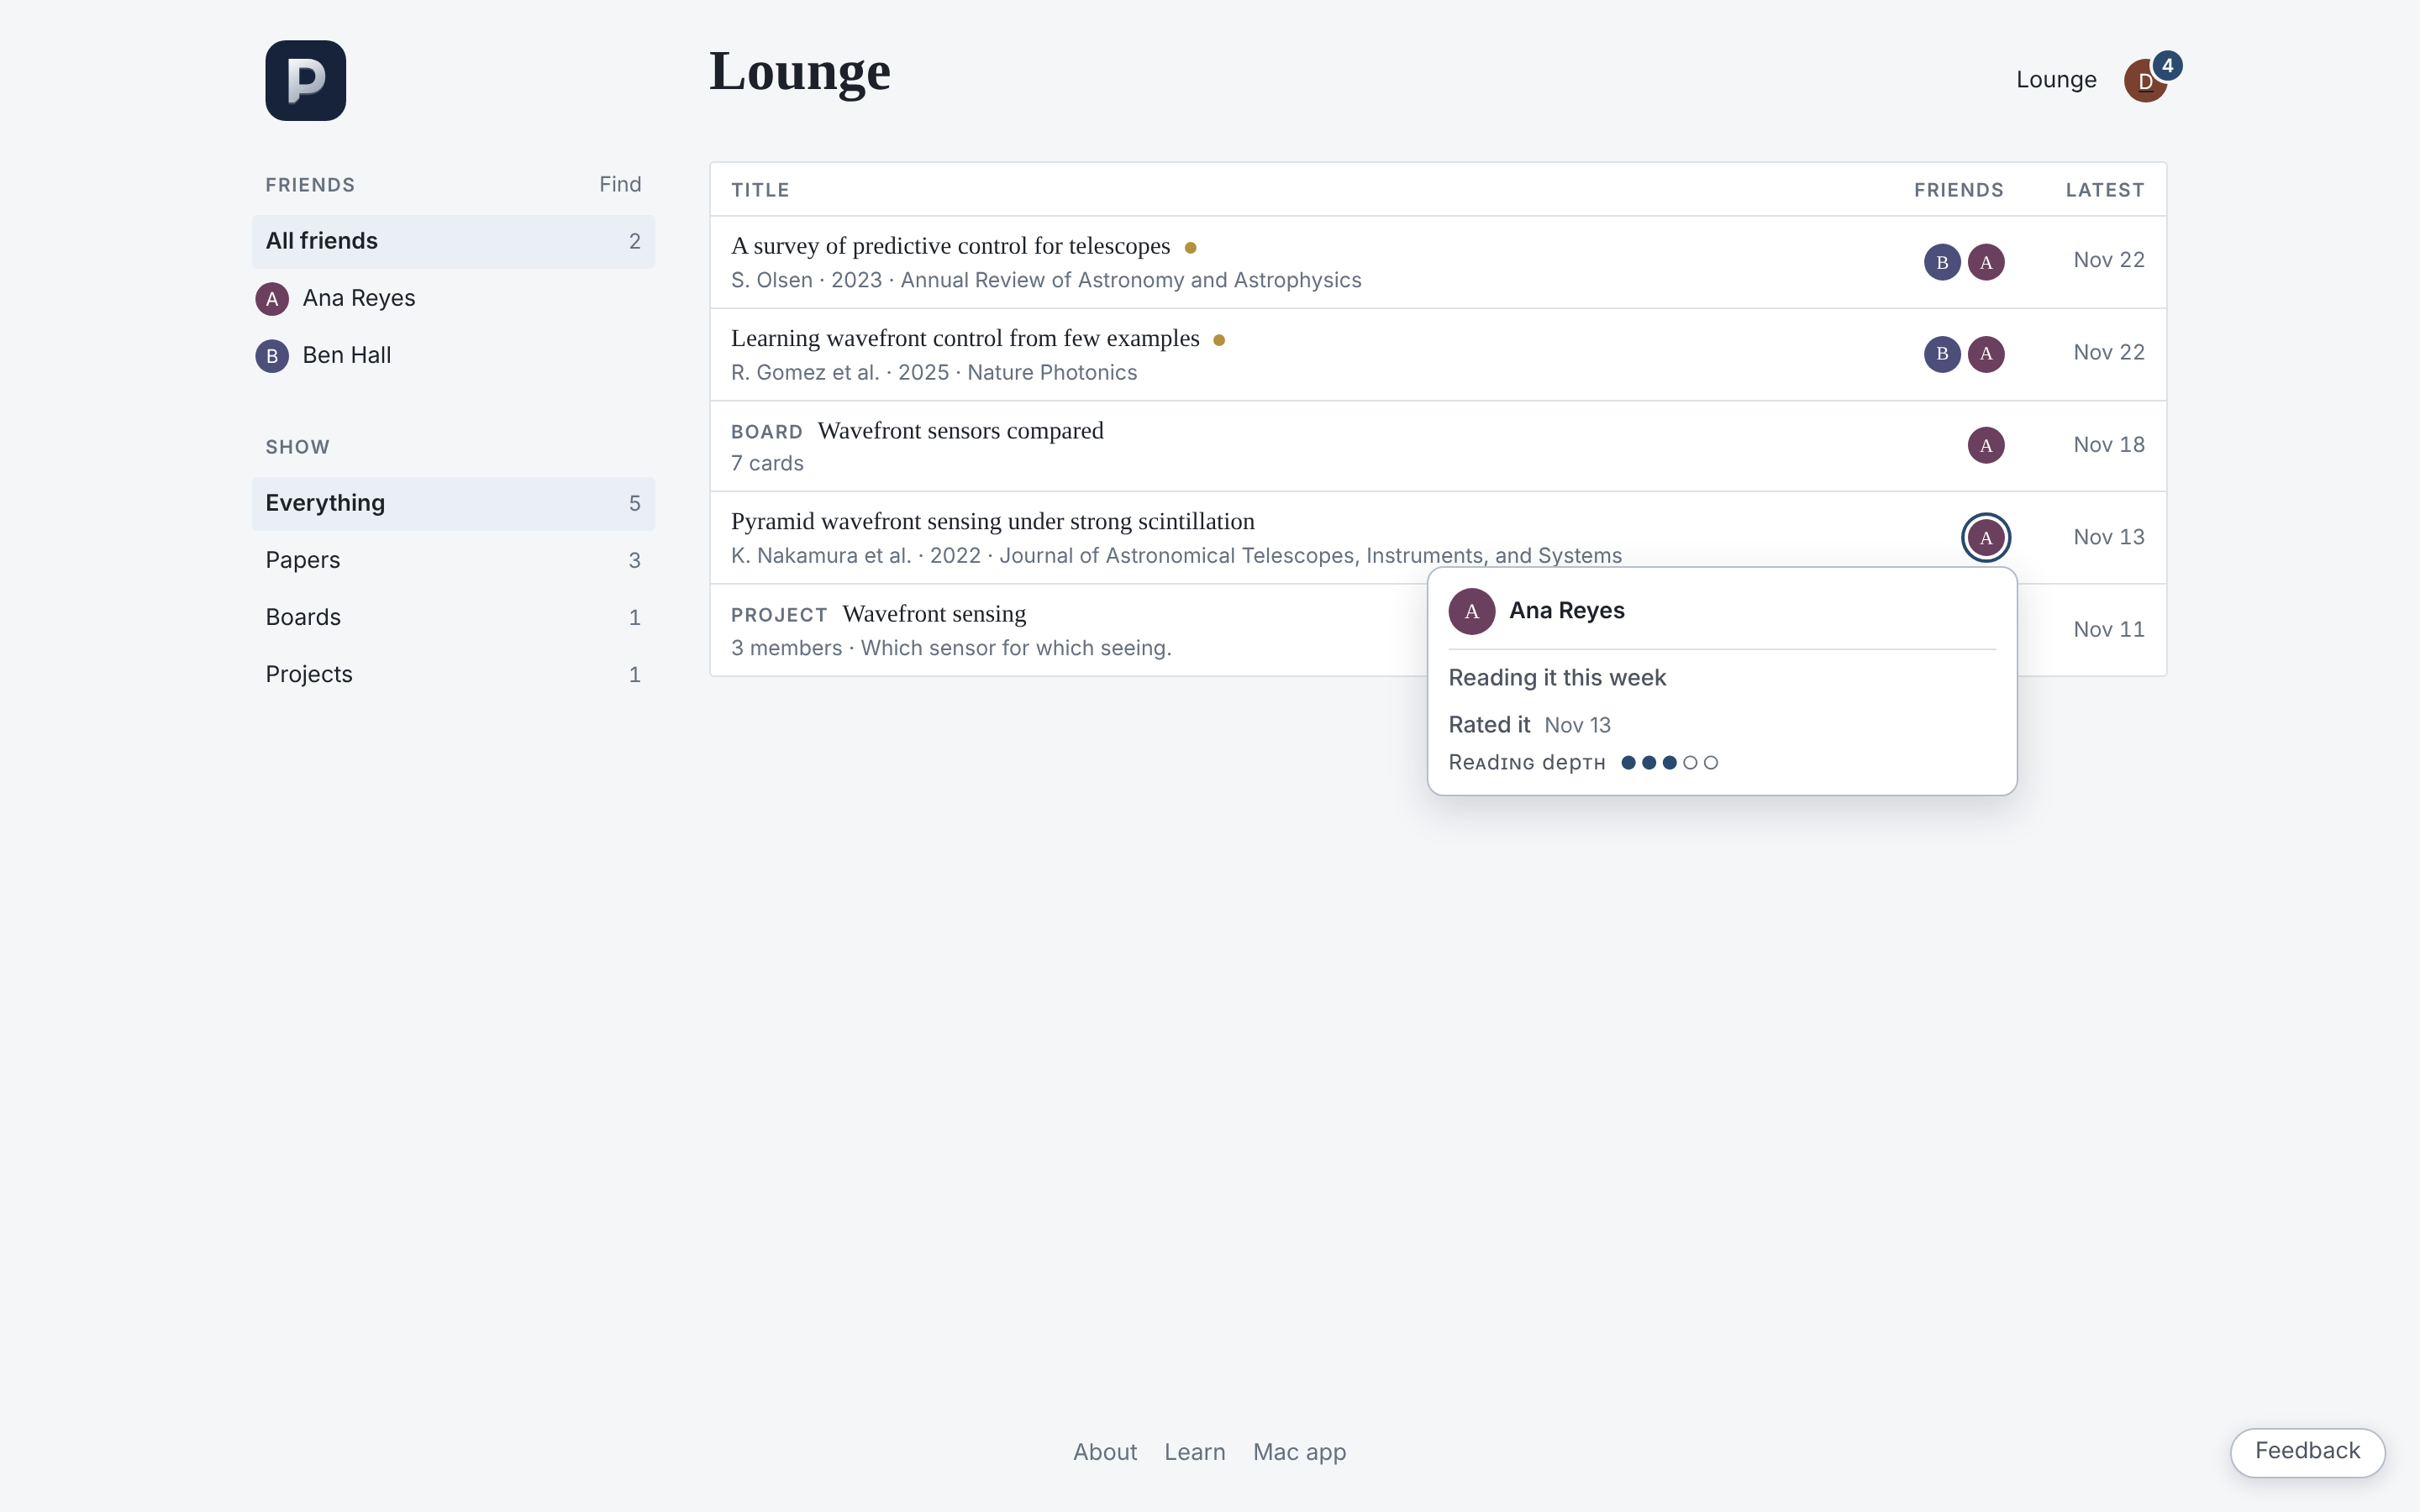 P
Lounge
Lounge
D
4
FRIENDS
Find
All friends
2
A
Ana Reyes
B
Ben Hall
SHOW
Everything
5
Papers
3
Boards
1
Projects
1
TITLE
FRIENDS
LATEST
A survey of predictive control for telescopes
S. Olsen · 2023 · Annual Review of Astronomy and Astrophysics
B
A
Nov 22
Learning wavefront control from few examples
R. Gomez et al. · 2025 · Nature Photonics
B
A
Nov 22
BOARD Wavefront sensors compared
7 cards
A
Nov 18
Pyramid wavefront sensing under strong scintillation
K. Nakamura et al. · 2022 · Journal of Astronomical Telescopes, Instruments, and Systems
A
Nov 13
PROJECT Wavefront sensing
3 members · Which sensor for which seeing.
Nov 11
A
Ana Reyes
Reading it this week
Rated it Nov 13
Reᴀdɪɴɢ depᴛʜ
About
Learn
Mac app
Feedback